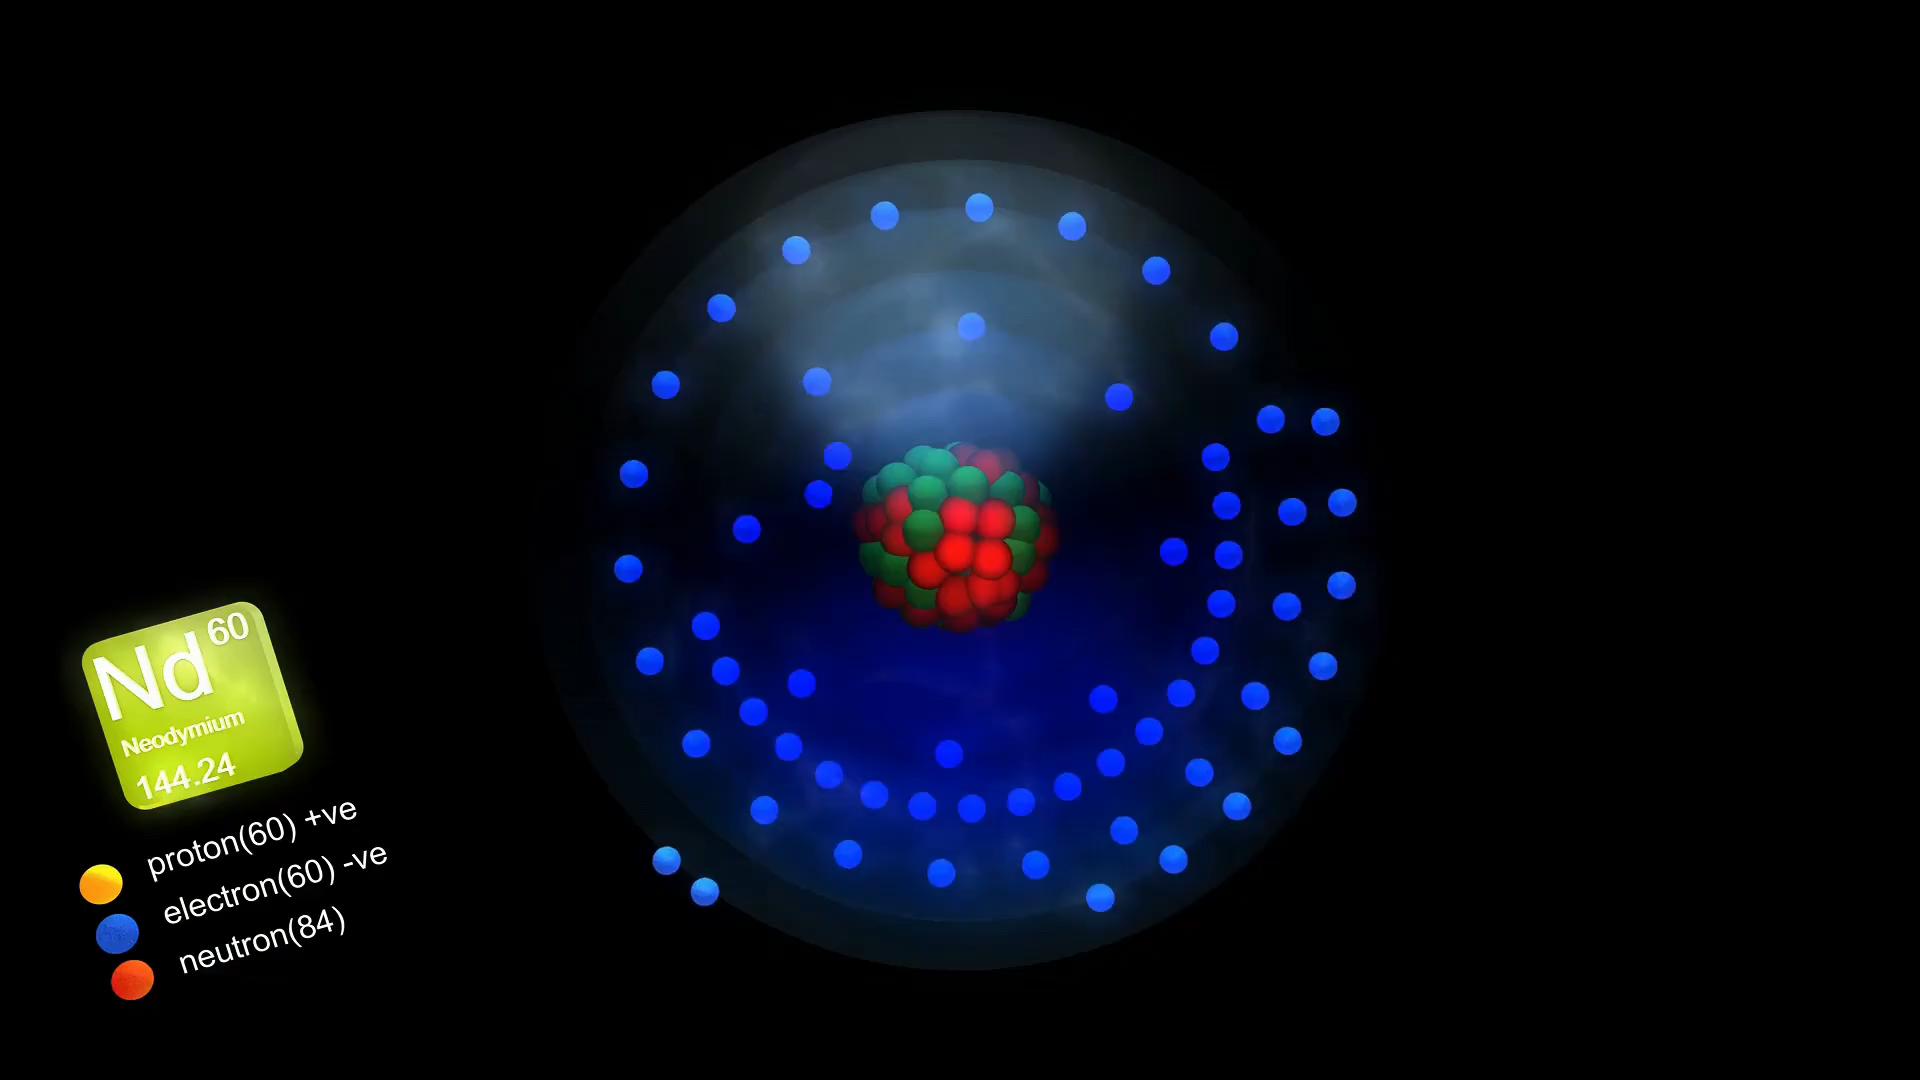 Nd 60
Neodymium
144.24
proton(60) +ve
electron(60) -ve
neutron(84)